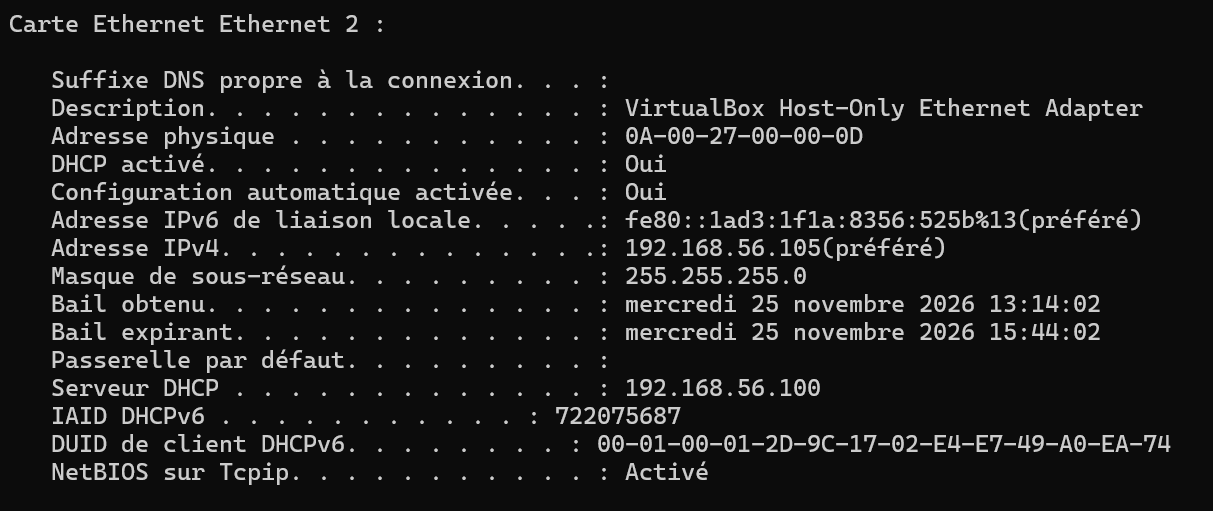 Carte Ethernet Ethernet 2 :
Suffixe DNS propre à la connexion. . . :
Description. . . . . . . . . . . . . . : VirtualBox Host-Only Ethernet Adapter
Adresse physique . . . . . . . . . . . : 0A-00-27-00-00-0D
DHCP activé. . . . . . . . . . . . . . : Oui
Configuration automatique activée. . . : Oui
Adresse IPv6 de liaison locale. . . . .: fe80::1ad3:1f1a:8356:525b%13(préféré)
Adresse IPv4. . . . . . . . . . . . . .: 192.168.56.105(préféré)
Masque de sous-réseau. . . . . . . . . : 255.255.255.0
Bail obtenu. . . . . . . . . . . . . . : mercredi 25 novembre 2026 13:14:02
Bail expirant. . . . . . . . . . . . . : mercredi 25 novembre 2026 15:44:02
Passerelle par défaut. . . . . . . . . :
Serveur DHCP . . . . . . . . . . . . . : 192.168.56.100
IAID DHCPv6 . . . . . . . . . . . : 722075687
DUID de client DHCPv6. . . . . . . . : 00-01-00-01-2D-9C-17-02-E4-E7-49-A0-EA-74
NetBIOS sur Tcpip. . . . . . . . . . . : Activé